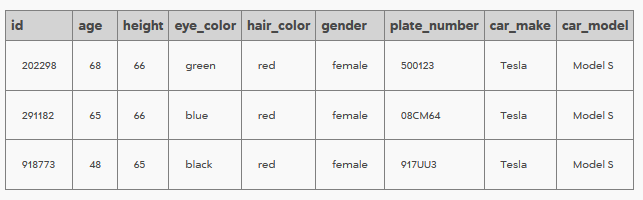 id age height eye_color hair_color gender plate_number car_make car_model
202298 68 66 green red female 500123 Tesla Model S
291182 65 66 blue red female 08CM64 Tesla Model S
918773 48 65 black red female 917UU3 Tesla Model S